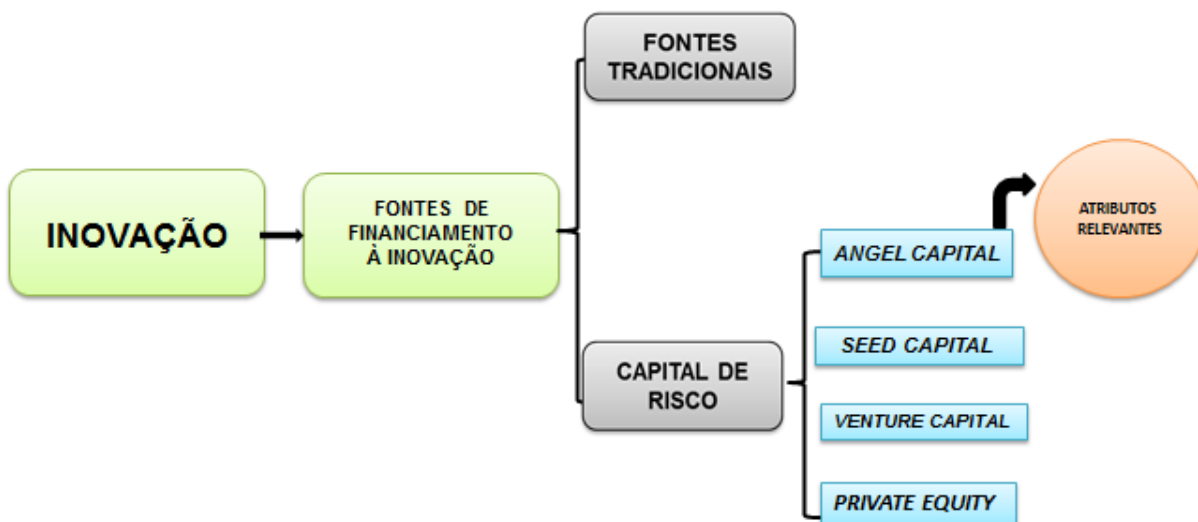 INOVAÇÃO
FONTES DE
FINANCIAMENTO
À INOVAÇÃO
FONTES
TRADICIONAIS
CAPITAL DE
RISCO
ANGEL CAPITAL
SEED CAPITAL
VENTURE CAPITAL
PRIVATE EQUITY
ATRIBUTOS
RELEVANTES